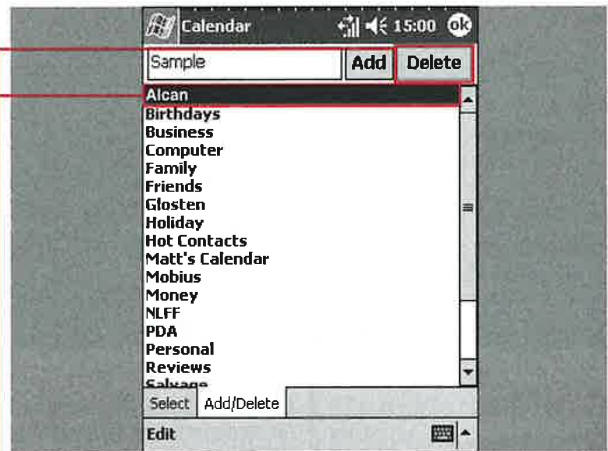 Calendar 15:00 ok
Sample Add Delete
Alcan
Birthdays
Business
Computer
Family
Friends
Glosten
Holiday
Hot Contacts
Matt's Calendar
Mobius
Money
NLFF
PDA
Personal
Reviews
Salvage
Select Add/Delete
Edit